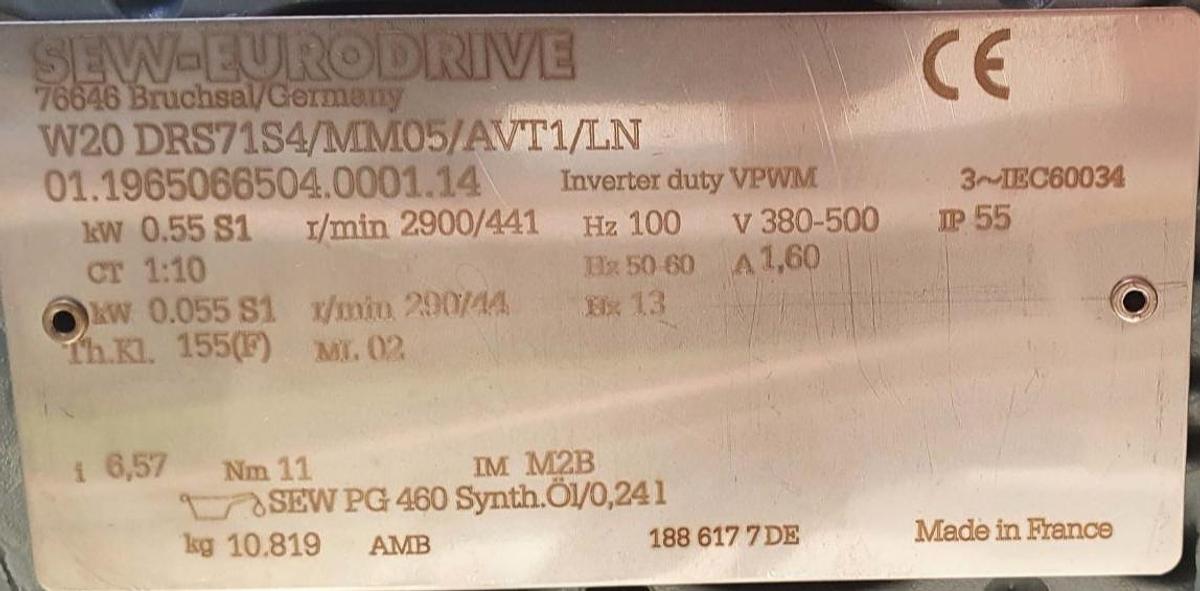 SEW-EURODRIVE CE
76646 Bruchsal/Germany
W20 DRS71S4/MM05/AVT1/LN
01.1965066504.0001.14 Inverter duty VPWM 3~IEC60034
kW 0.55 S1 r/min 2900/441 Hz 100 V 380-500 IP 55
CT 1:10 Hz 50-60 A 1,60
kW 0.055 S1 r/min 290/44 Hz 13
Th.Kl. 155(F) ML 02
i 6,57 Nm 11 IM M2B
SEW PG 460 Synth.Öl/0,24 l
kg 10.819 AMB 188 617 7 DE Made in France